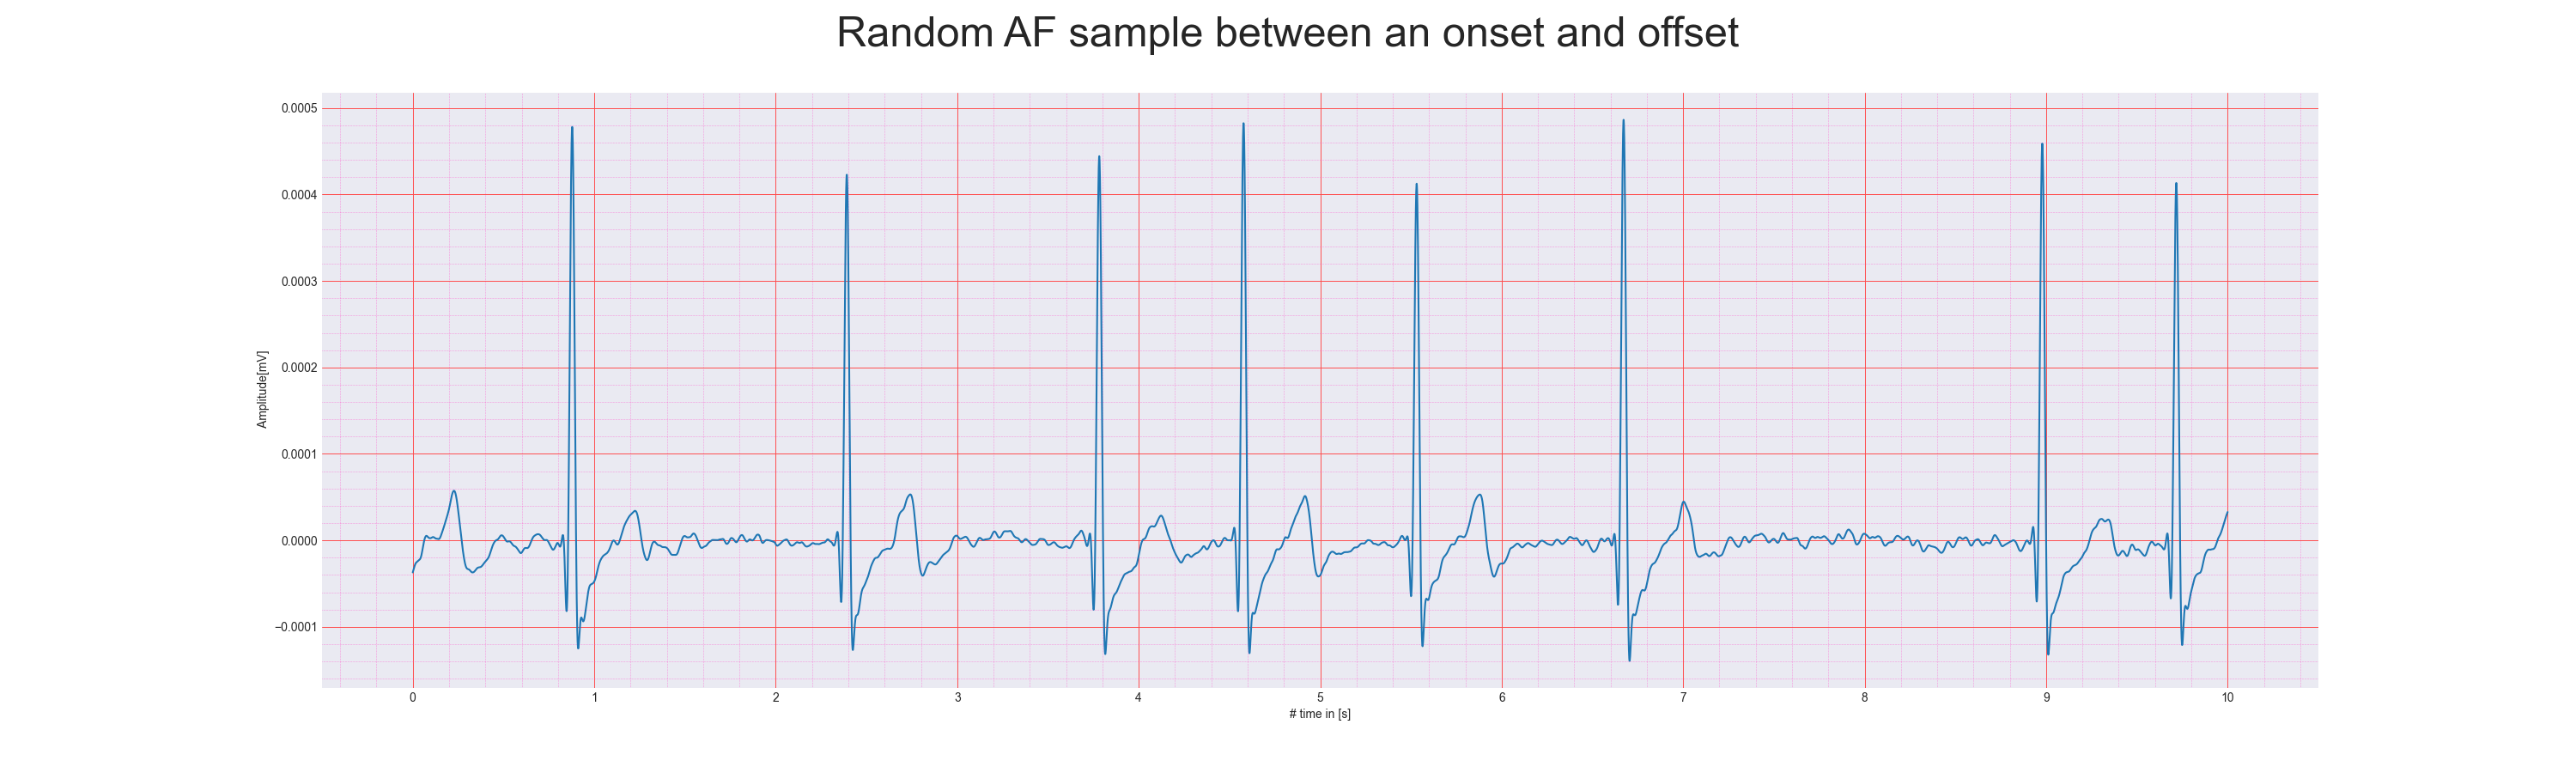 Random AF sample between an onset and offset
0.0005
0.0004
0.0003
0.0002
0.0001
0.0000
−0.0001
Amplitude[mV]
0 1 2 3 4 5 6 7 8 9 10
# time in [s]